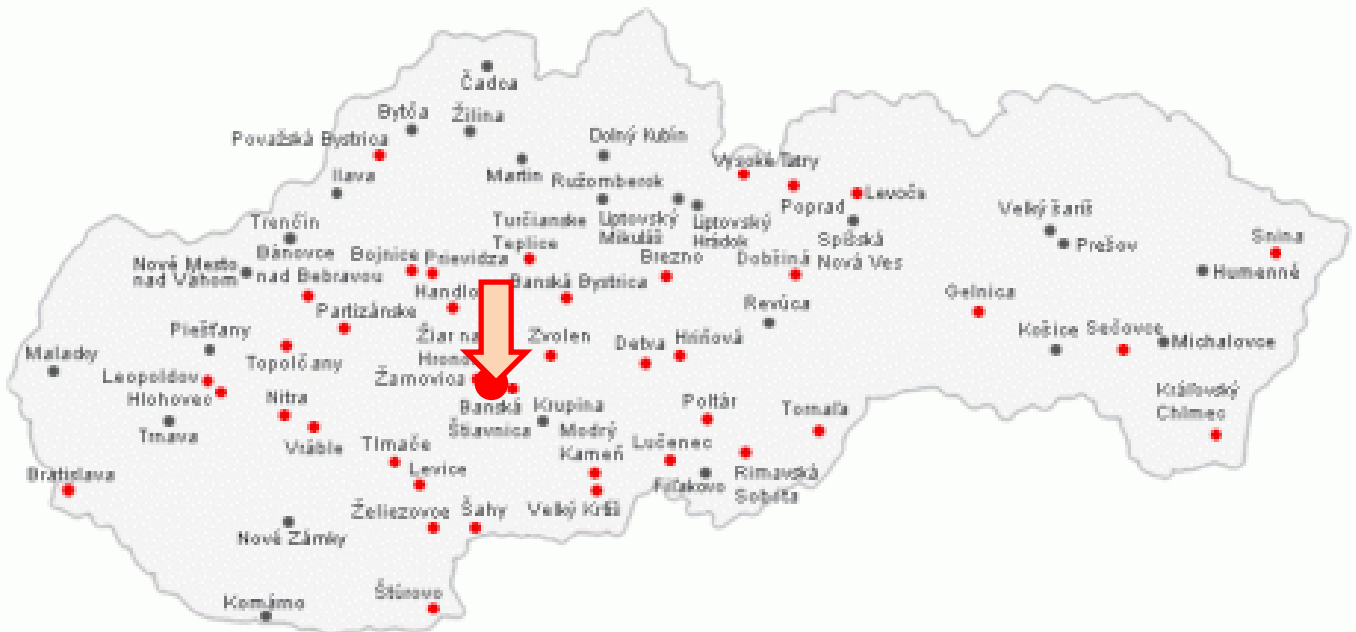 Čadca
Bytča
Žilina
Považská Bystrica
Dolný Kubín
Vysoké Tatry
Ilava
Martin
Ružomberok
Levoča
Poprad
Trenčín
Turčianske
Teplice
Liptovský
Mikuláš
Liptovský
Hrádok
Veľký Šariš
Prešov
Spišská
Nová Ves
Snina
Nové Mesto
nad Váhom
Bánovce
nad Bebravou
Bojnice
Prievidza
Brezno
Dobšiná
Humenné
Handlo
Banská Bystrica
Partizánske
Revúca
Gelnica
Piešťany
Žiar na
Hrono
Zvolen
Detva
Hriňová
Košice
Sečovce
Michalovce
Malacky
Topoľčany
Leopoldov
Žarnovica
Hlohovec
Nitra
Banská
Štiavnica
Krupina
Poltár
Tornaľa
Kráľovský
Chlmec
Trnava
Vráble
Tlmače
Modrý
Kameň
Lučenec
Bratislava
Levice
Fiľakovo
Rimavská
Sobota
Želiezovce
Šahy
Veľký Krtíš
Nové Zámky
Štúrovo
Komárno